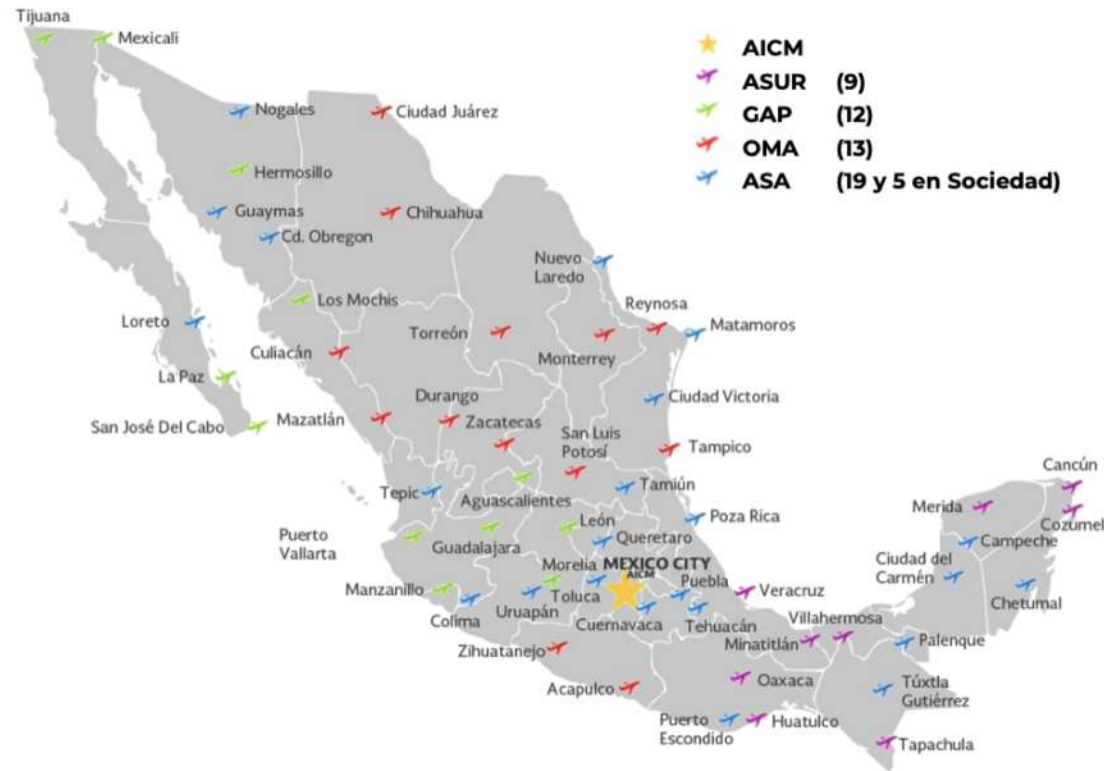 Tijuana
Mexicali
AICM
ASUR (9)
GAP (12)
OMA (13)
ASA (19 y 5 en Sociedad)
Nogales
Ciudad Juárez
Hermosillo
Guaymas
Chihuahua
Cd. Obregon
Nuevo
Laredo
Los Mochis
Reynosa
Loreto
Torreón
Matamoros
Culiacán
Monterrey
La Paz
Durango
Ciudad Victoria
San José Del Cabo
Mazatlán
Zacatecas
San Luis
Potosí
Tampico
Cancún
Tepic
Aguascalientes
Tamiún
Merida
Cozumel
Puerto
Vallarta
Guadalajara
León
Poza Rica
Queretaro
Campeche
Ciudad del
Carmén
Morelia
MEXICO CITY
AICM
Manzanillo
Toluca
Puebla
Veracruz
Chetumal
Colima
Uruapán
Cuernavaca
Tehuacán
Villahermosa
Minatitlán
Palenque
Zihuatanejo
Oaxaca
Acapulco
Túxtla
Gutiérrez
Puerto
Escondido
Huatulco
Tapachula